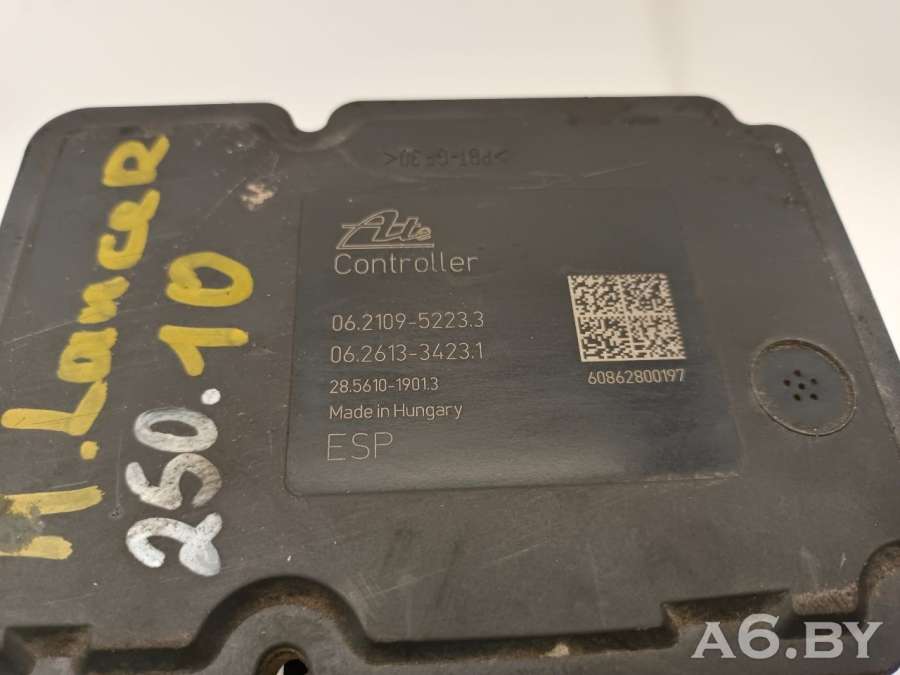 >PBT-GF30<
Ate
Controller
06.2109-5223.3
06.2613-3423.1
28.5610-1901.3
Made in Hungary
ESP
60862800197
M.LanceR
10
250.
A6.BY